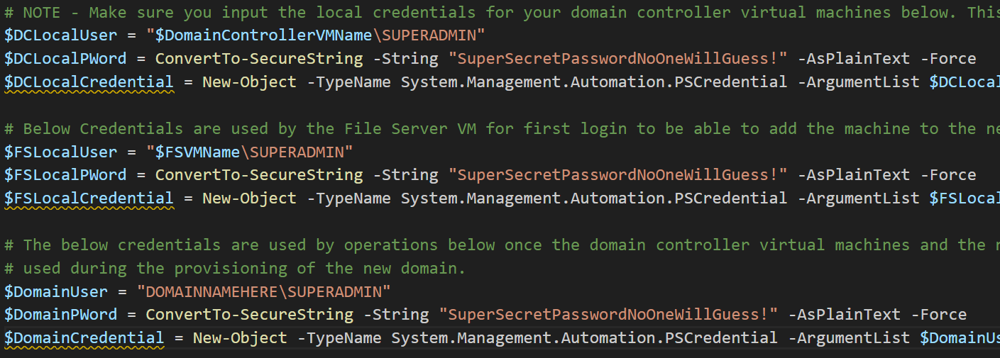 # NOTE - Make sure you input the local credentials for your domain controller virtual machines below. This
$DCLocalUser = "$DomainControllerVMName\SUPERADMIN"
$DCLocalPWord = ConvertTo-SecureString -String "SuperSecretPasswordNoOneWillGuess!" -AsPlainText -Force
$DCLocalCredential = New-Object -TypeName System.Management.Automation.PSCredential -ArgumentList $DCLocal
# Below Credentials are used by the File Server VM for first login to be able to add the machine to the
$FSLocalUser = "$FSVMName\SUPERADMIN"
$FSLocalPWord = ConvertTo-SecureString -String "SuperSecretPasswordNoOneWillGuess!" -AsPlainText -Force
$FSLocalCredential = New-Object -TypeName System.Management.Automation.PSCredential -ArgumentList $FSLocal
# The below credentials are used by operations below once the domain controller virtual machines and the
# used during the provisioning of the new domain.
$DomainUser = "DOMAINNAMEHERE\SUPERADMIN"
$DomainPWord = ConvertTo-SecureString -String "SuperSecretPasswordNoOneWillGuess!" -AsPlainText -Force
$DomainCredential = New-Object -TypeName System.Management.Automation.PSCredential -ArgumentList $DomainUs